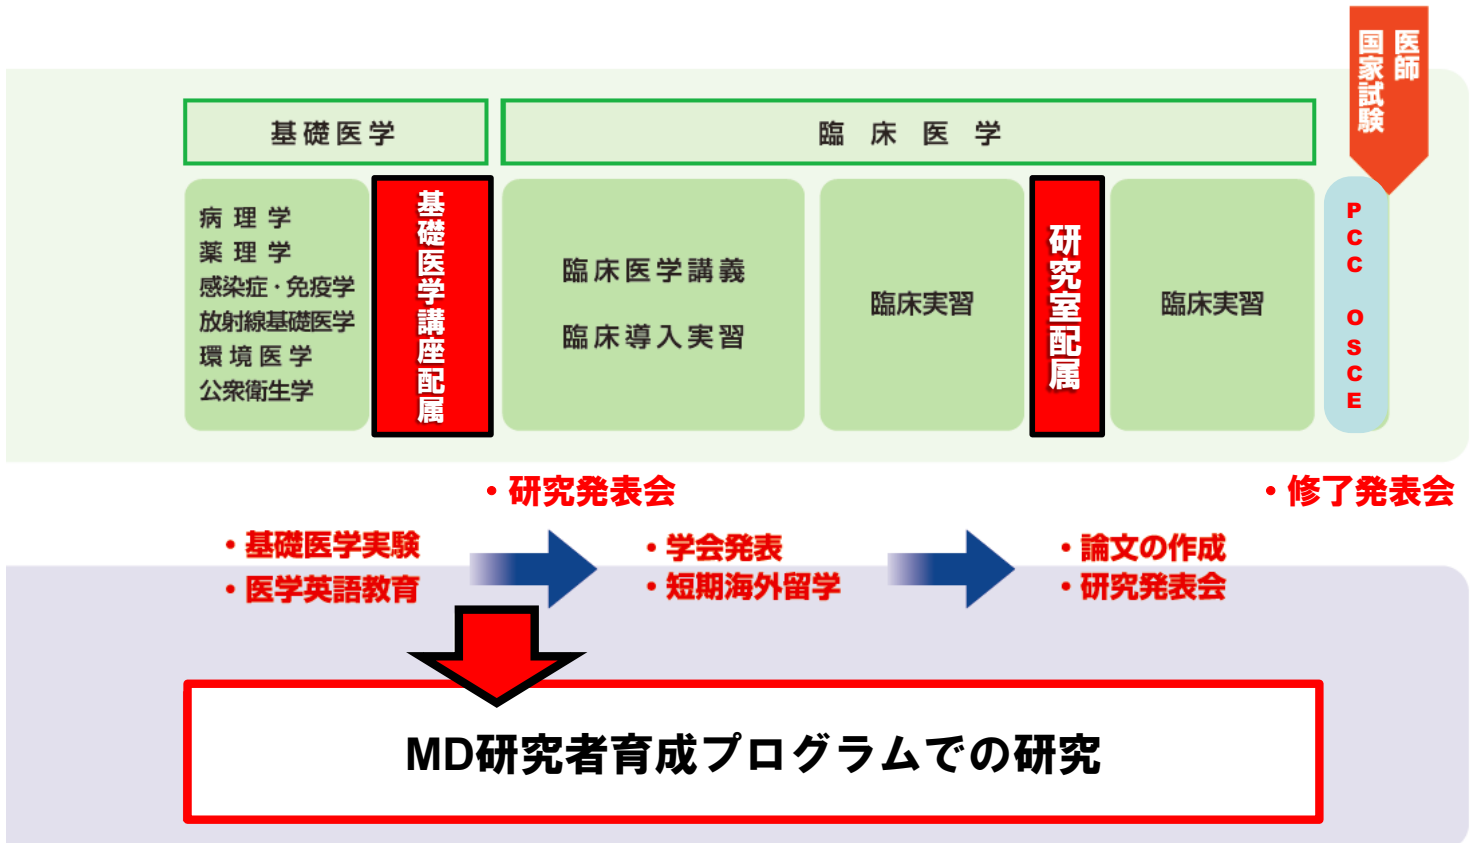 医師
国家試験
基礎医学
臨床医学
病理学
薬理学
感染症・免疫学
放射線基礎医学
環境医学
公衆衛生学
基礎医学講座配属
臨床医学講義
臨床導入実習
臨床実習
研究室配属
臨床実習
PCC OSCE
・研究発表会
・修了発表会
・基礎医学実験
・医学英語教育
・学会発表
・短期海外留学
・論文の作成
・研究発表会
MD研究者育成プログラムでの研究